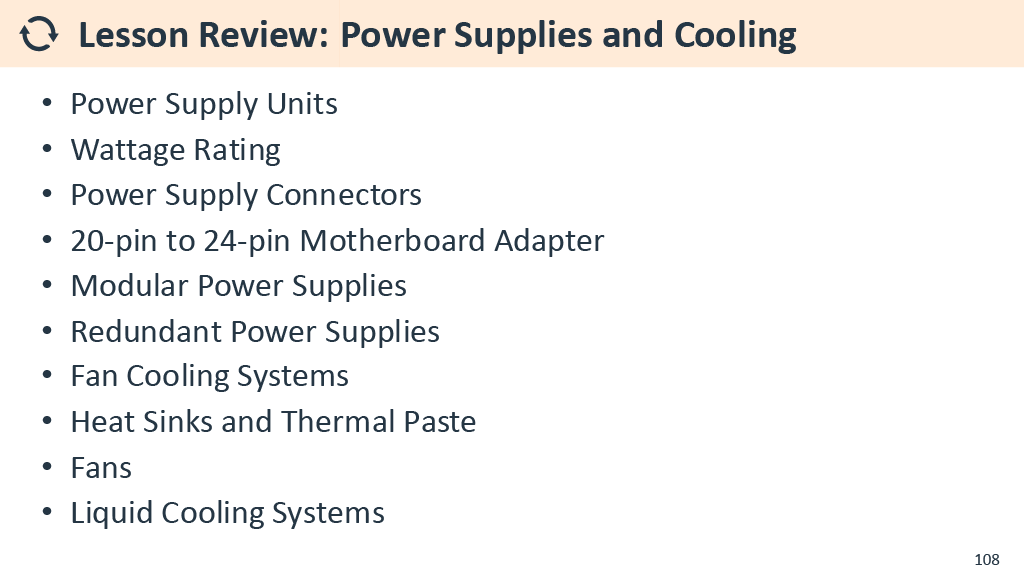 Lesson Review: Power Supplies and Cooling
• Power Supply Units
• Wattage Rating
• Power Supply Connectors
• 20-pin to 24-pin Motherboard Adapter
• Modular Power Supplies
• Redundant Power Supplies
• Fan Cooling Systems
• Heat Sinks and Thermal Paste
• Fans
• Liquid Cooling Systems
108